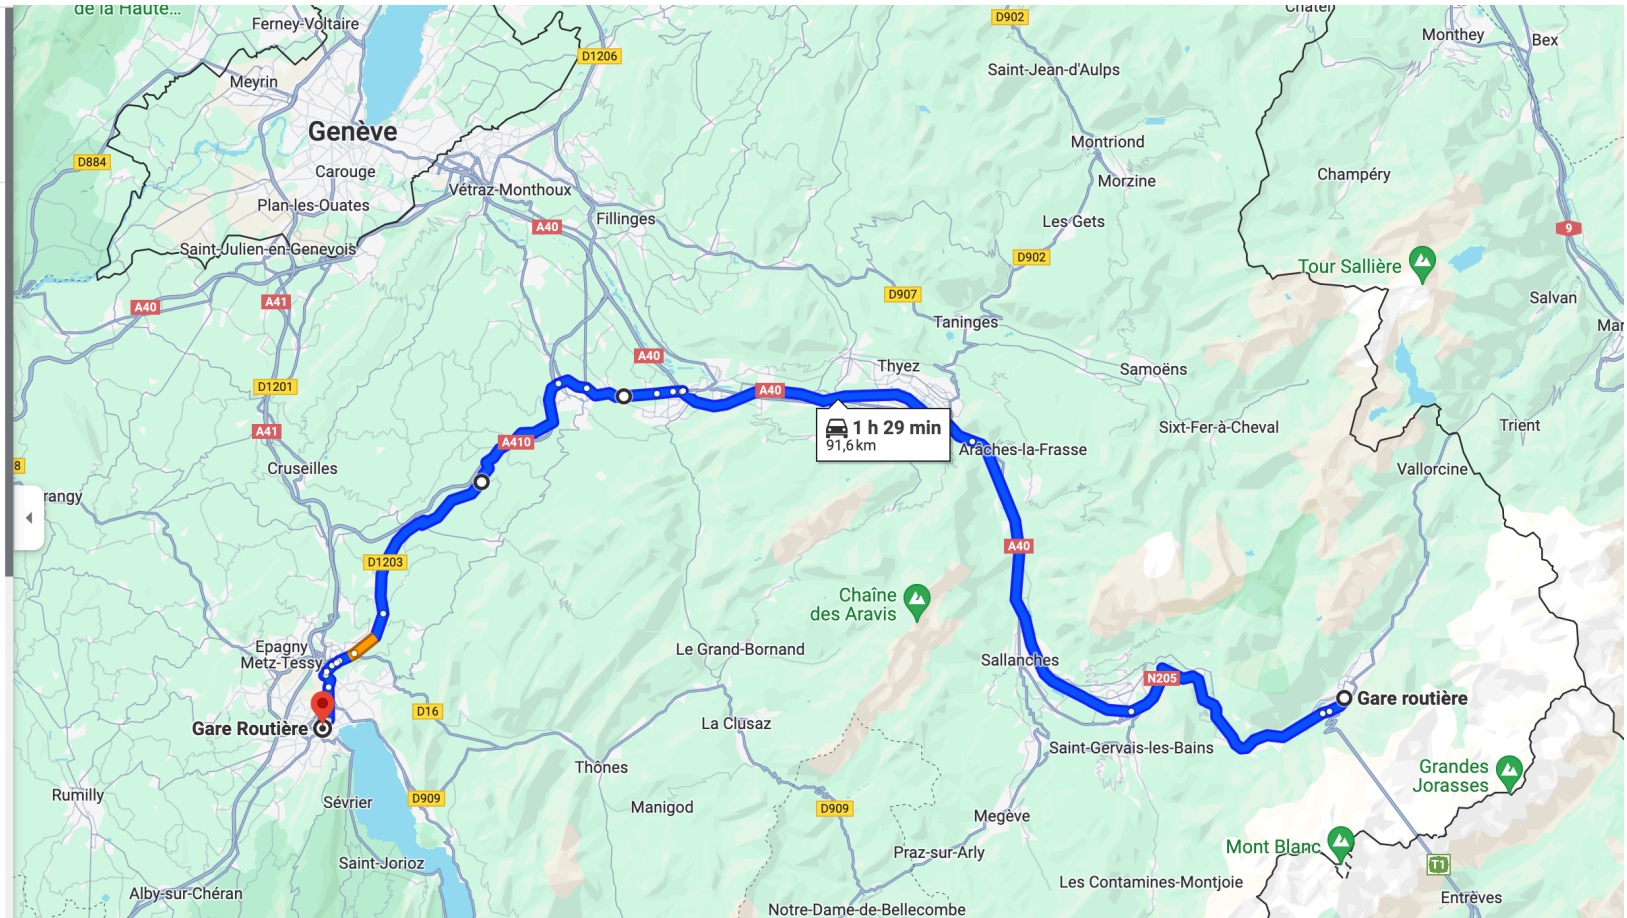 de la Haute...
Ferney-Voltaire
D902
Monthey
Bex
D1206
Saint-Jean-d'Aulps
Meyrin
Genève
Montriond
D884
Carouge
Champéry
Vétraz-Monthoux
Morzine
Plan-les-Ouates
Fillinges
Les Gets
A40
9
Saint-Julien-en-Genevois
D902
Tour Sallière
A40
A41
D907
Salvan
Taninges
Mar
A40
Thyez
Samoëns
D1201
A40
A41
A410
1 h 29 min
91,6 km
Sixt-Fer-à-Cheval
Trient
Arâches-la-Frasse
8
Cruseilles
Vallorcine
rangy
A40
D1203
Chaîne
des Aravis
Epagny
Metz-Tessy
Le Grand-Bornand
Sallanches
N205
Gare routière
D16
Gare Routière
La Clusaz
Saint-Gervais-les-Bains
Thônes
Grandes
Jorasses
Rumilly
Sévrier
D909
Manigod
D909
Megève
Mont Blanc
Praz-sur-Arly
Saint-Jorioz
T1
Les Contamines-Montjoie
Alby-sur-Chéran
Entrèves
Notre-Dame-de-Bellecombe